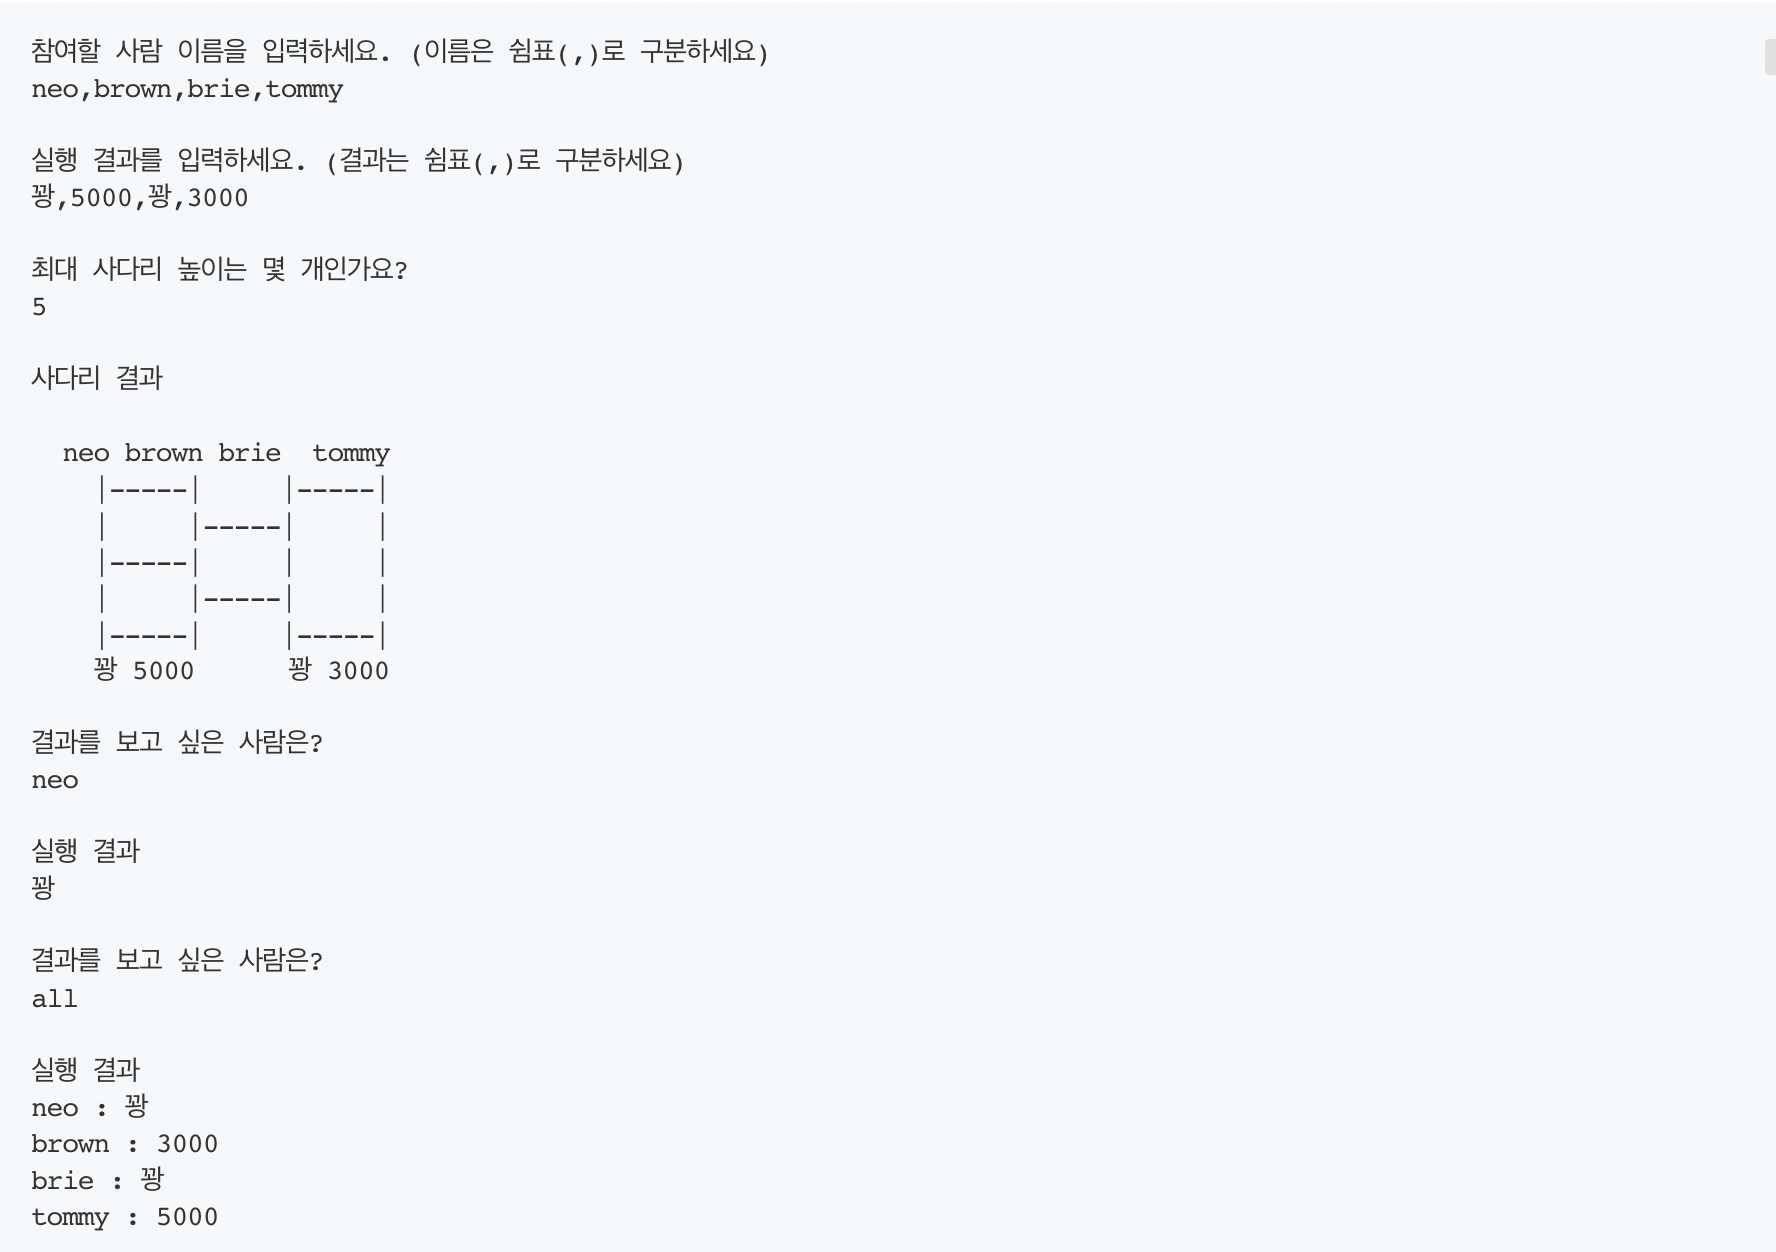 참여할 사람 이름을 입력하세요. (이름은 쉼표(,)로 구분하세요)
neo,brown,brie,tommy

실행 결과를 입력하세요. (결과는 쉼표(,)로 구분하세요)
꽝,5000,꽝,3000

최대 사다리 높이는 몇 개인가요?
5

사다리 결과

  neo brown brie  tommy
    |-----|     |-----|
    |     |-----|     |
    |-----|     |     |
    |     |-----|     |
    |-----|     |-----|
    꽝 5000      꽝 3000

결과를 보고 싶은 사람은?
neo

실행 결과
꽝

결과를 보고 싶은 사람은?
all

실행 결과
neo : 꽝
brown : 3000
brie : 꽝
tommy : 5000